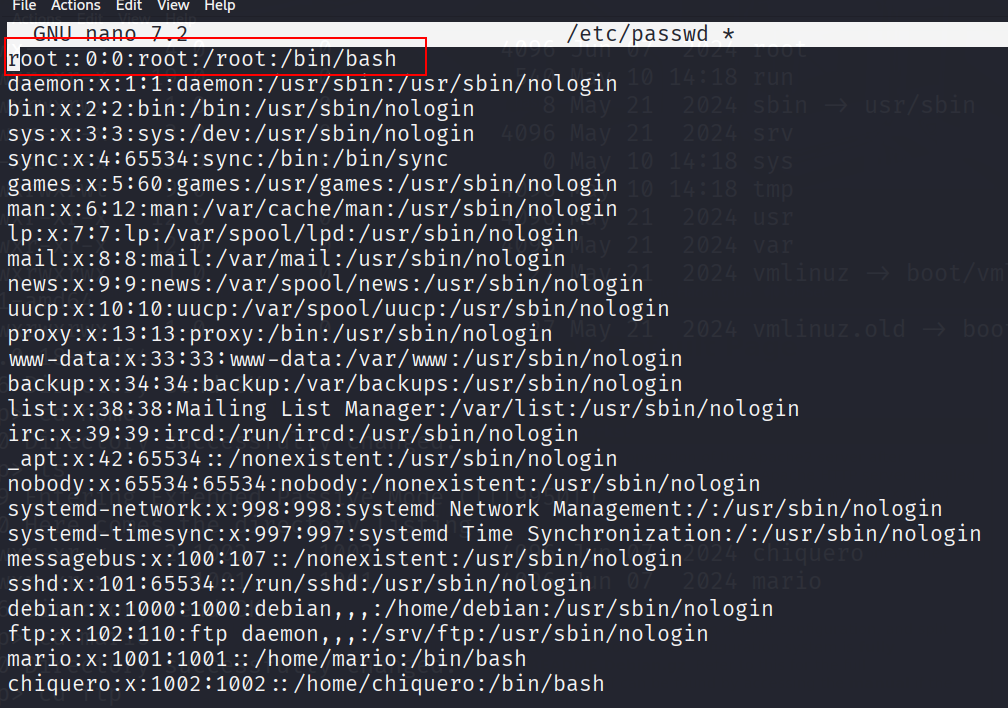 File Actions Edit View Help
GNU nano 7.2 /etc/passwd *
root::0:0:root:/root:/bin/bash
daemon:x:1:1:daemon:/usr/sbin:/usr/sbin/nologin
bin:x:2:2:bin:/bin:/usr/sbin/nologin
sys:x:3:3:sys:/dev:/usr/sbin/nologin
sync:x:4:65534:sync:/bin:/bin/sync
games:x:5:60:games:/usr/games:/usr/sbin/nologin
man:x:6:12:man:/var/cache/man:/usr/sbin/nologin
lp:x:7:7:lp:/var/spool/lpd:/usr/sbin/nologin
mail:x:8:8:mail:/var/mail:/usr/sbin/nologin
news:x:9:9:news:/var/spool/news:/usr/sbin/nologin
uucp:x:10:10:uucp:/var/spool/uucp:/usr/sbin/nologin
proxy:x:13:13:proxy:/bin:/usr/sbin/nologin
www-data:x:33:33:www-data:/var/www:/usr/sbin/nologin
backup:x:34:34:backup:/var/backups:/usr/sbin/nologin
list:x:38:38:Mailing List Manager:/var/list:/usr/sbin/nologin
irc:x:39:39:ircd:/run/ircd:/usr/sbin/nologin
_apt:x:42:65534::/nonexistent:/usr/sbin/nologin
nobody:x:65534:65534:nobody:/nonexistent:/usr/sbin/nologin
systemd-network:x:998:998:systemd Network Management:/:/usr/sbin/nologin
systemd-timesync:x:997:997:systemd Time Synchronization:/:/usr/sbin/nologin
messagebus:x:100:107::/nonexistent:/usr/sbin/nologin
sshd:x:101:65534::/run/sshd:/usr/sbin/nologin
debian:x:1000:1000:debian,,,:/home/debian:/usr/sbin/nologin
ftp:x:102:110:ftp daemon,,,:/srv/ftp:/usr/sbin/nologin
mario:x:1001:1001::/home/mario:/bin/bash
chiquero:x:1002:1002::/home/chiquero:/bin/bash